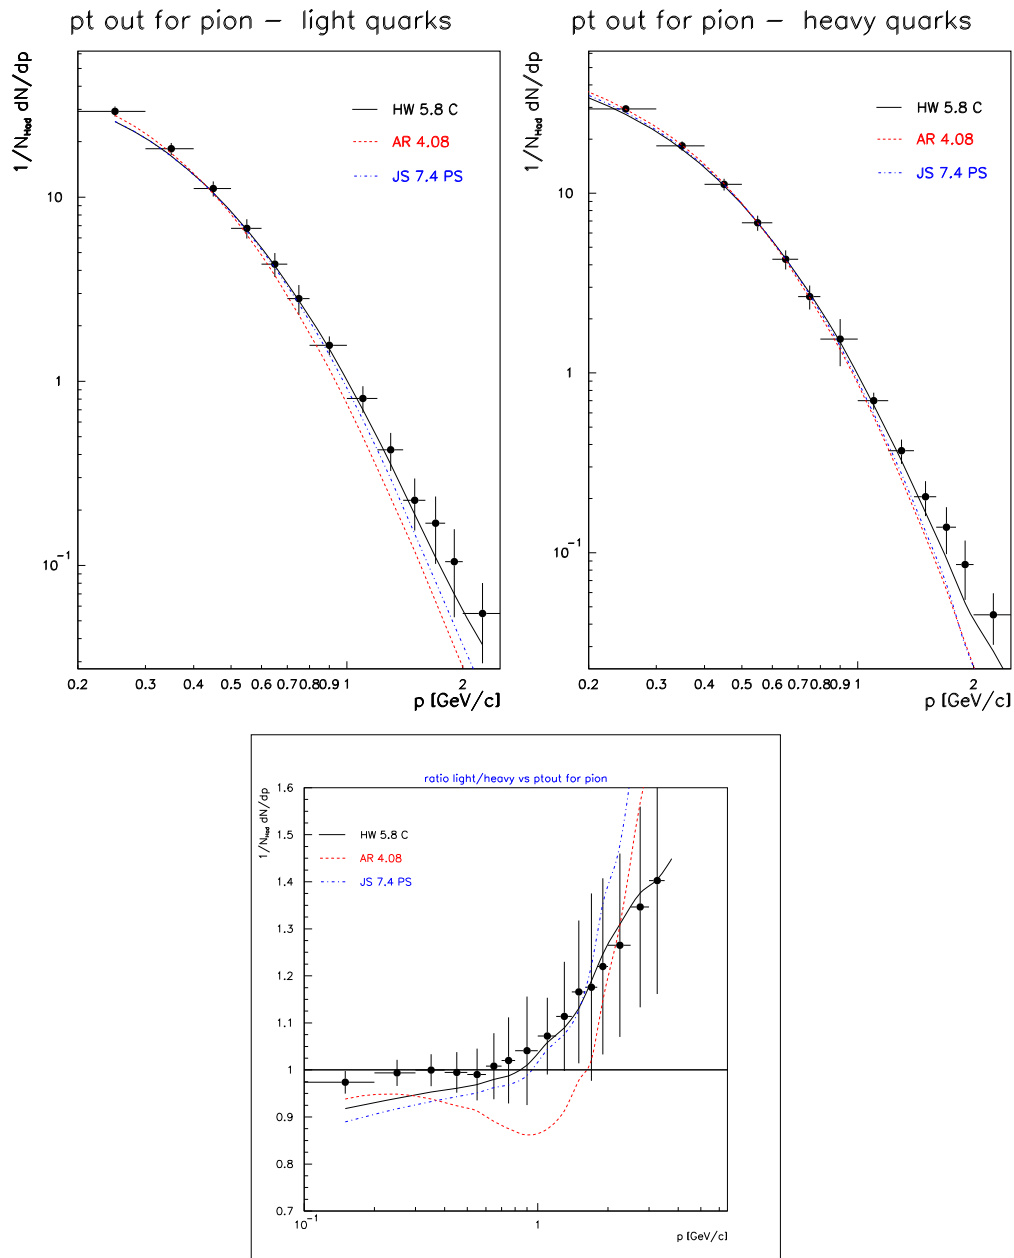 pt out for pion – light quarks
1/N_Had dN/dp
HW 5.8 C
AR 4.08
JS 7.4 PS
10
1
10⁻¹
0.2 0.3 0.4 0.5 0.6 0.7 0.8 0.9 1 2
p [GeV/c]
pt out for pion – heavy quarks
1/N_Had dN/dp
HW 5.8 C
AR 4.08
JS 7.4 PS
10
1
10⁻¹
0.2 0.3 0.4 0.5 0.6 0.7 0.8 0.9 1 2
p [GeV/c]
ratio light/heavy vs ptout for pion
1/N_Had dN/dp
HW 5.8 C
AR 4.08
JS 7.4 PS
1.6
1.5
1.4
1.3
1.2
1.1
1
0.9
0.8
0.7
10⁻¹ 1
p [GeV/c]